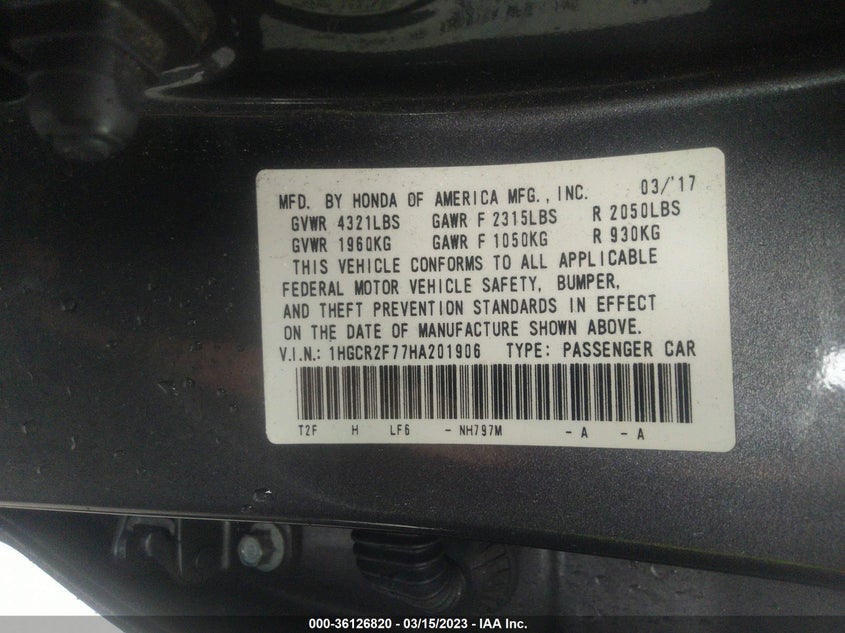 MFD. BY HONDA OF AMERICA MFG., INC. 03/'17
GVWR 4321LBS GAWR F 2315LBS R 2050LBS
GVWR 1960KG GAWR F 1050KG R 930KG
THIS VEHICLE CONFORMS TO ALL APPLICABLE
FEDERAL MOTOR VEHICLE SAFETY, BUMPER,
AND THEFT PREVENTION STANDARDS IN EFFECT
ON THE DATE OF MANUFACTURE SHOWN ABOVE.
V.I.N.: 1HGCR2F77HA201906 TYPE: PASSENGER CAR
T2F H LF6 - NH797M - A - A
000-36126820 - 03/15/2023 - IAA Inc.